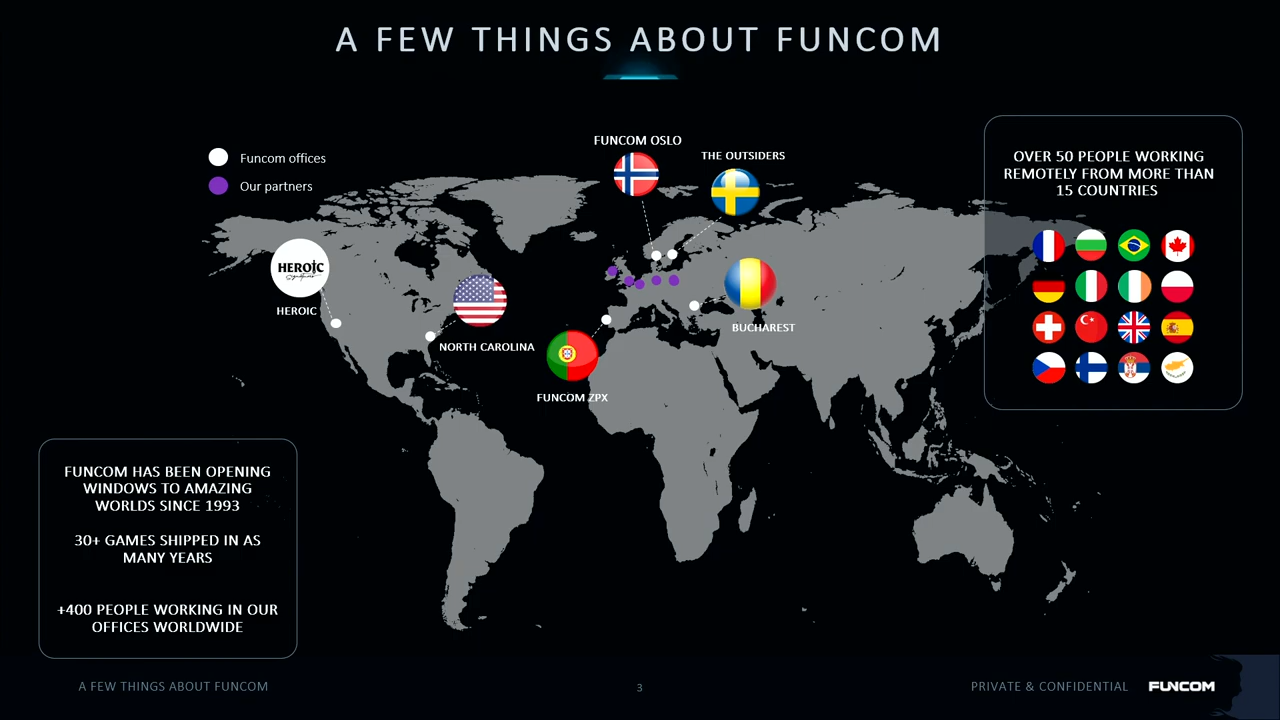 A FEW THINGS ABOUT FUNCOM
Funcom offices
Our partners
FUNCOM OSLO
THE OUTSIDERS
HEROIC
HEROIC
NORTH CAROLINA
BUCHAREST
FUNCOM ZPX
OVER 50 PEOPLE WORKING
REMOTELY FROM MORE THAN
15 COUNTRIES
FUNCOM HAS BEEN OPENING
WINDOWS TO AMAZING
WORLDS SINCE 1993
30+ GAMES SHIPPED IN AS
MANY YEARS
+400 PEOPLE WORKING IN OUR
OFFICES WORLDWIDE
A FEW THINGS ABOUT FUNCOM
3
PRIVATE & CONFIDENTIAL
FUNCOM